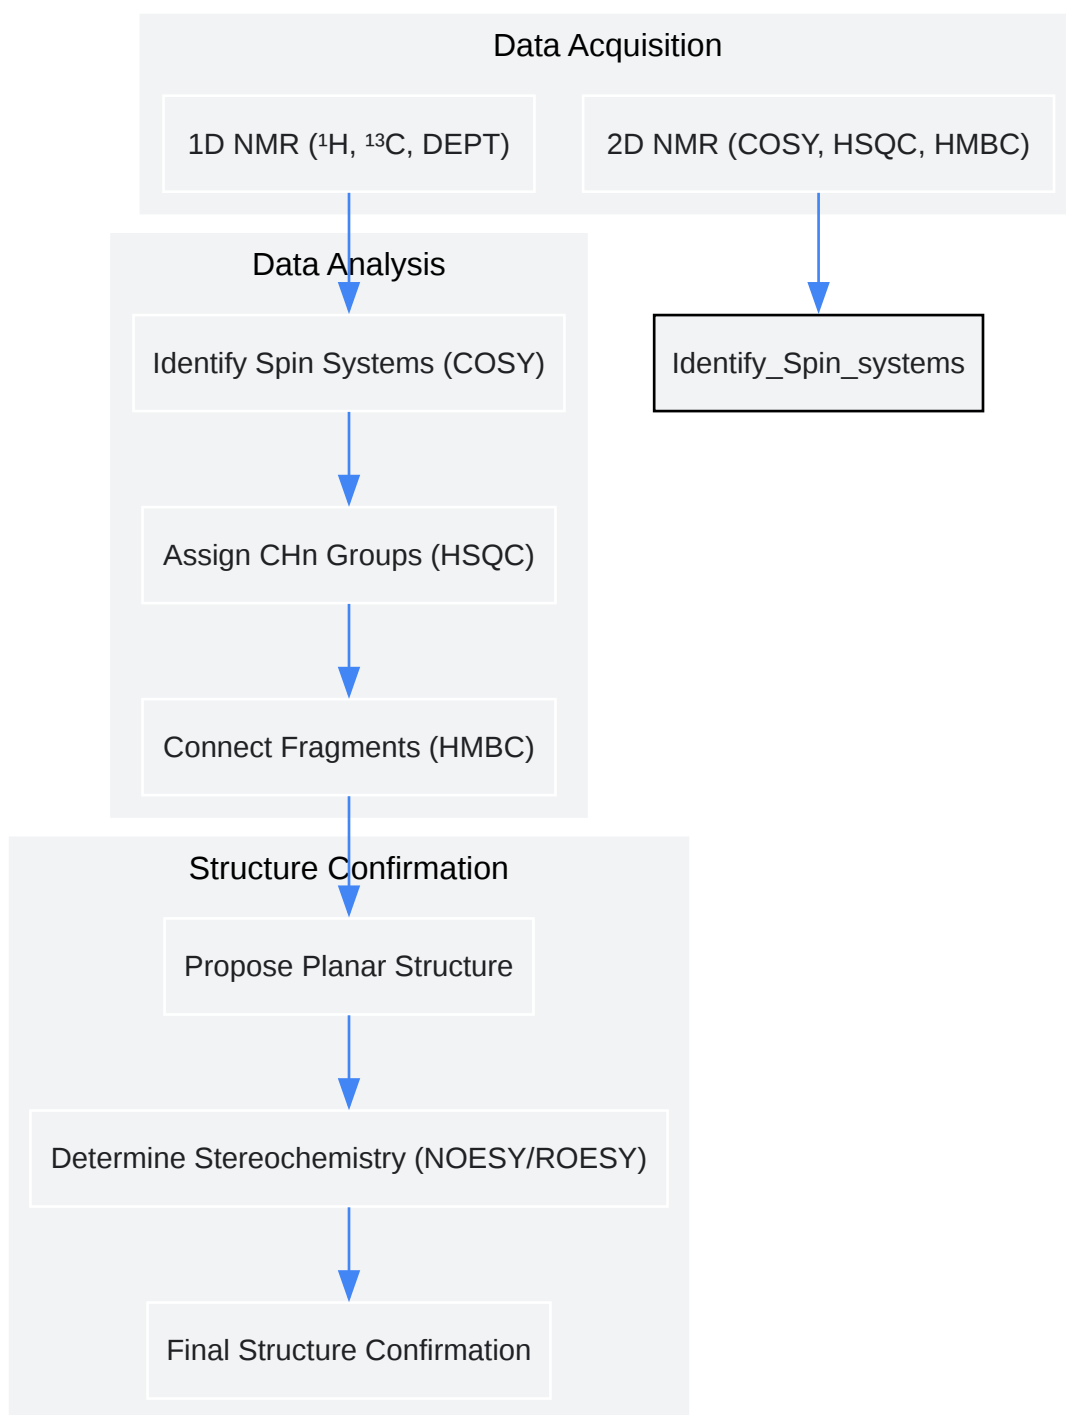 Data Acquisition
1D NMR (¹H, ¹³C, DEPT)
2D NMR (COSY, HSQC, HMBC)
Data Analysis
Identify Spin Systems (COSY)
Identify_Spin_systems
Assign CHn Groups (HSQC)
Connect Fragments (HMBC)
Structure Confirmation
Propose Planar Structure
Determine Stereochemistry (NOESY/ROESY)
Final Structure Confirmation